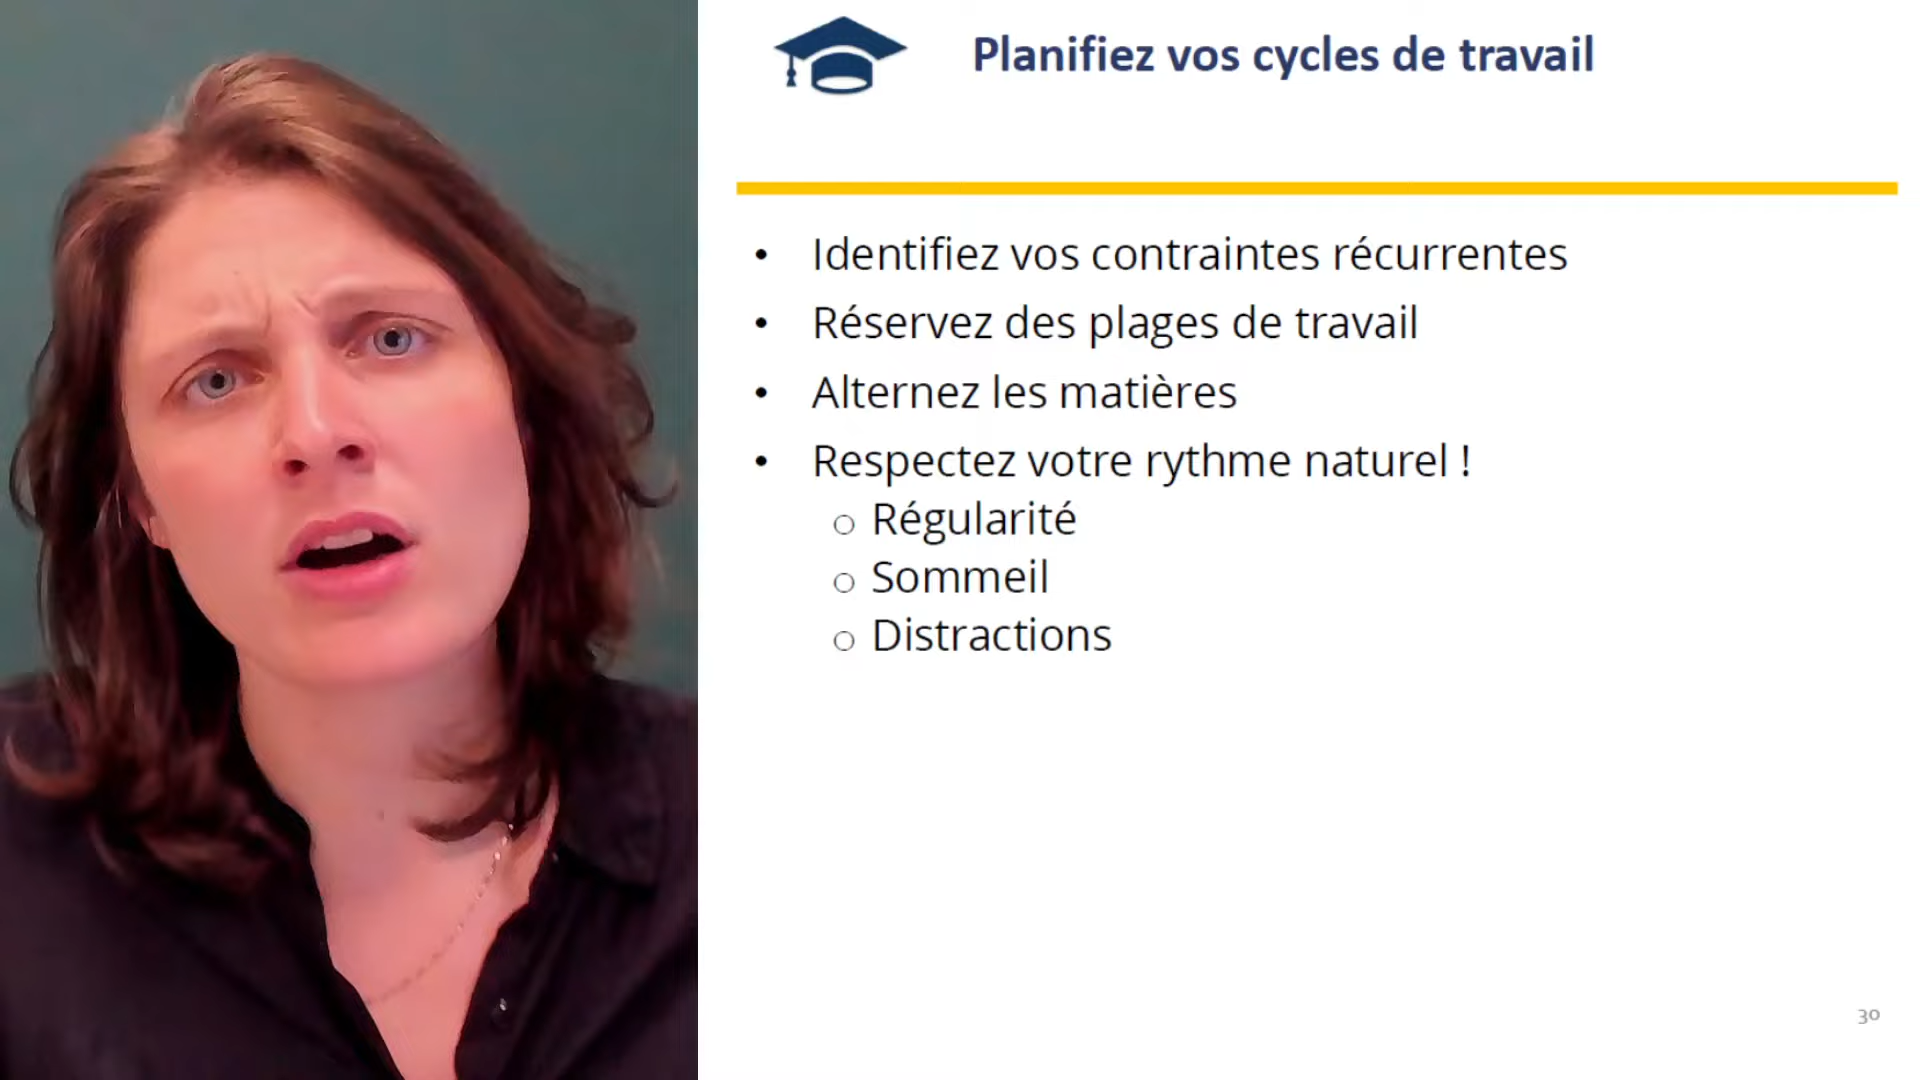 Planifiez vos cycles de travail
• Identifiez vos contraintes récurrentes
• Réservez des plages de travail
• Alternez les matières
• Respectez votre rythme naturel !
○ Régularité
○ Sommeil
○ Distractions
30